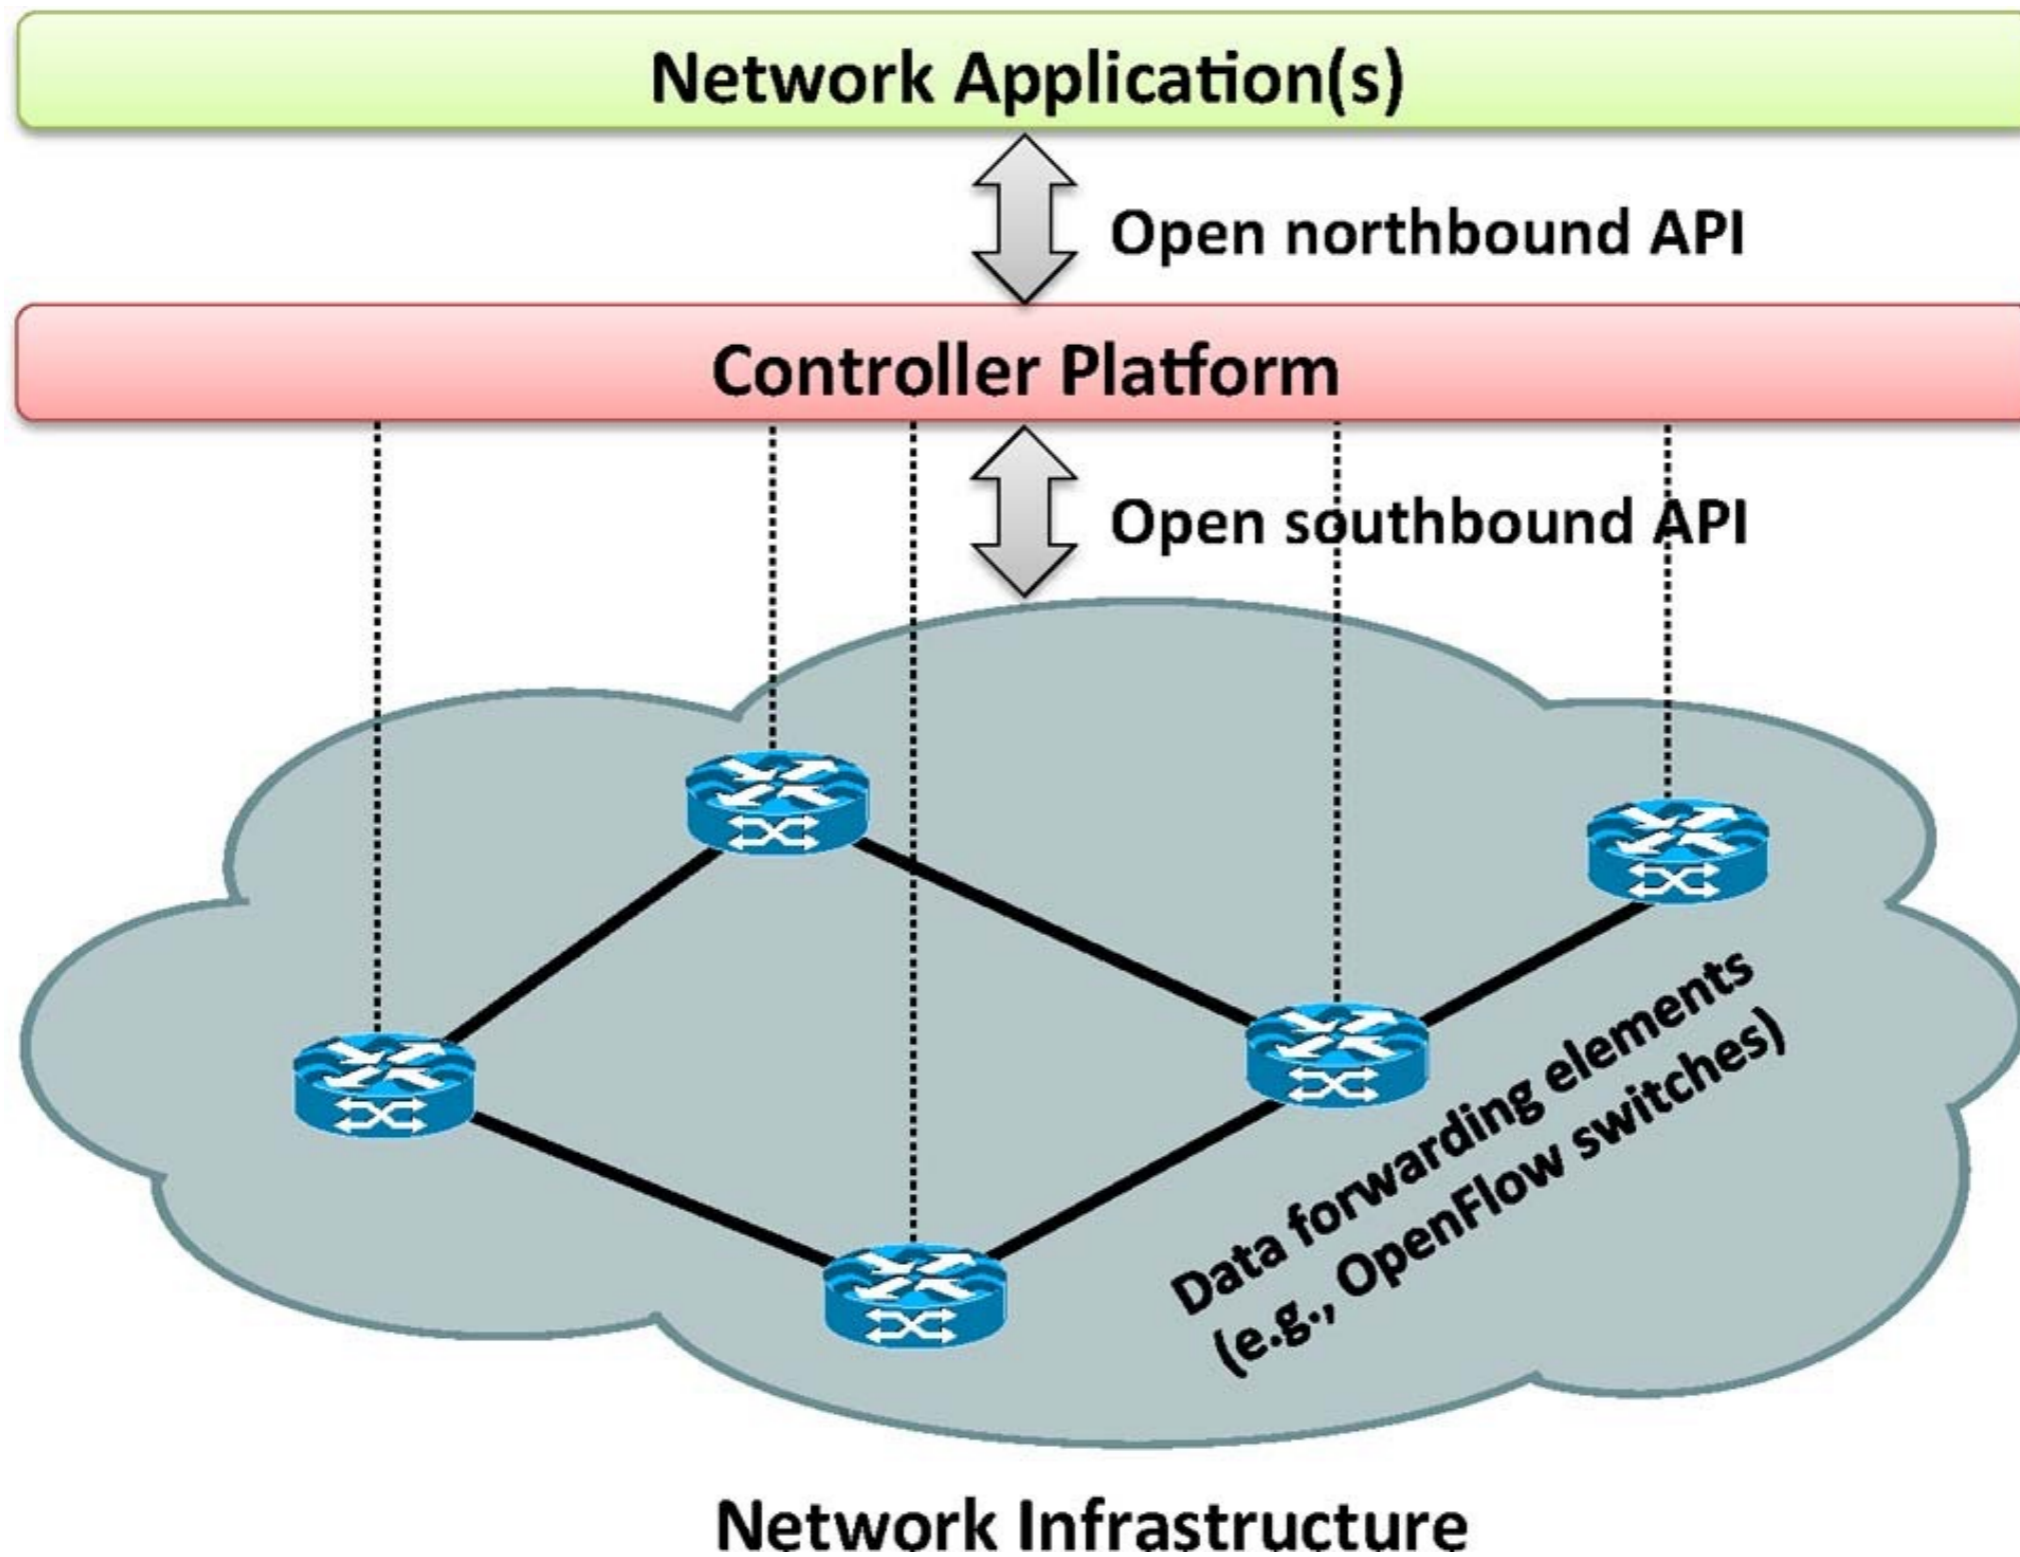 Network Application(s)
Open northbound API
Controller Platform
Open southbound API
Data forwarding elements
(e.g., OpenFlow switches)
Network Infrastructure